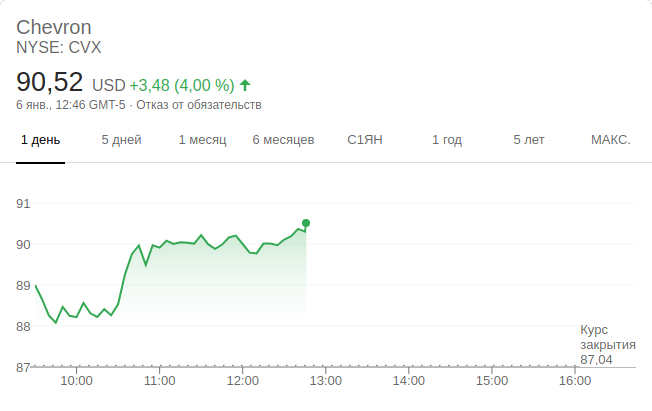 Chevron
NYSE: CVX
90,52 USD +3,48 (4,00 %)
6 янв., 12:46 GMT-5 · Отказ от обязательств
1 день 5 дней 1 месяц 6 месяцев С1ЯН 1 год 5 лет МАКС.
91
90
89
88
87
Курс
закрытия
87,04
10:00 11:00 12:00 13:00 14:00 15:00 16:00